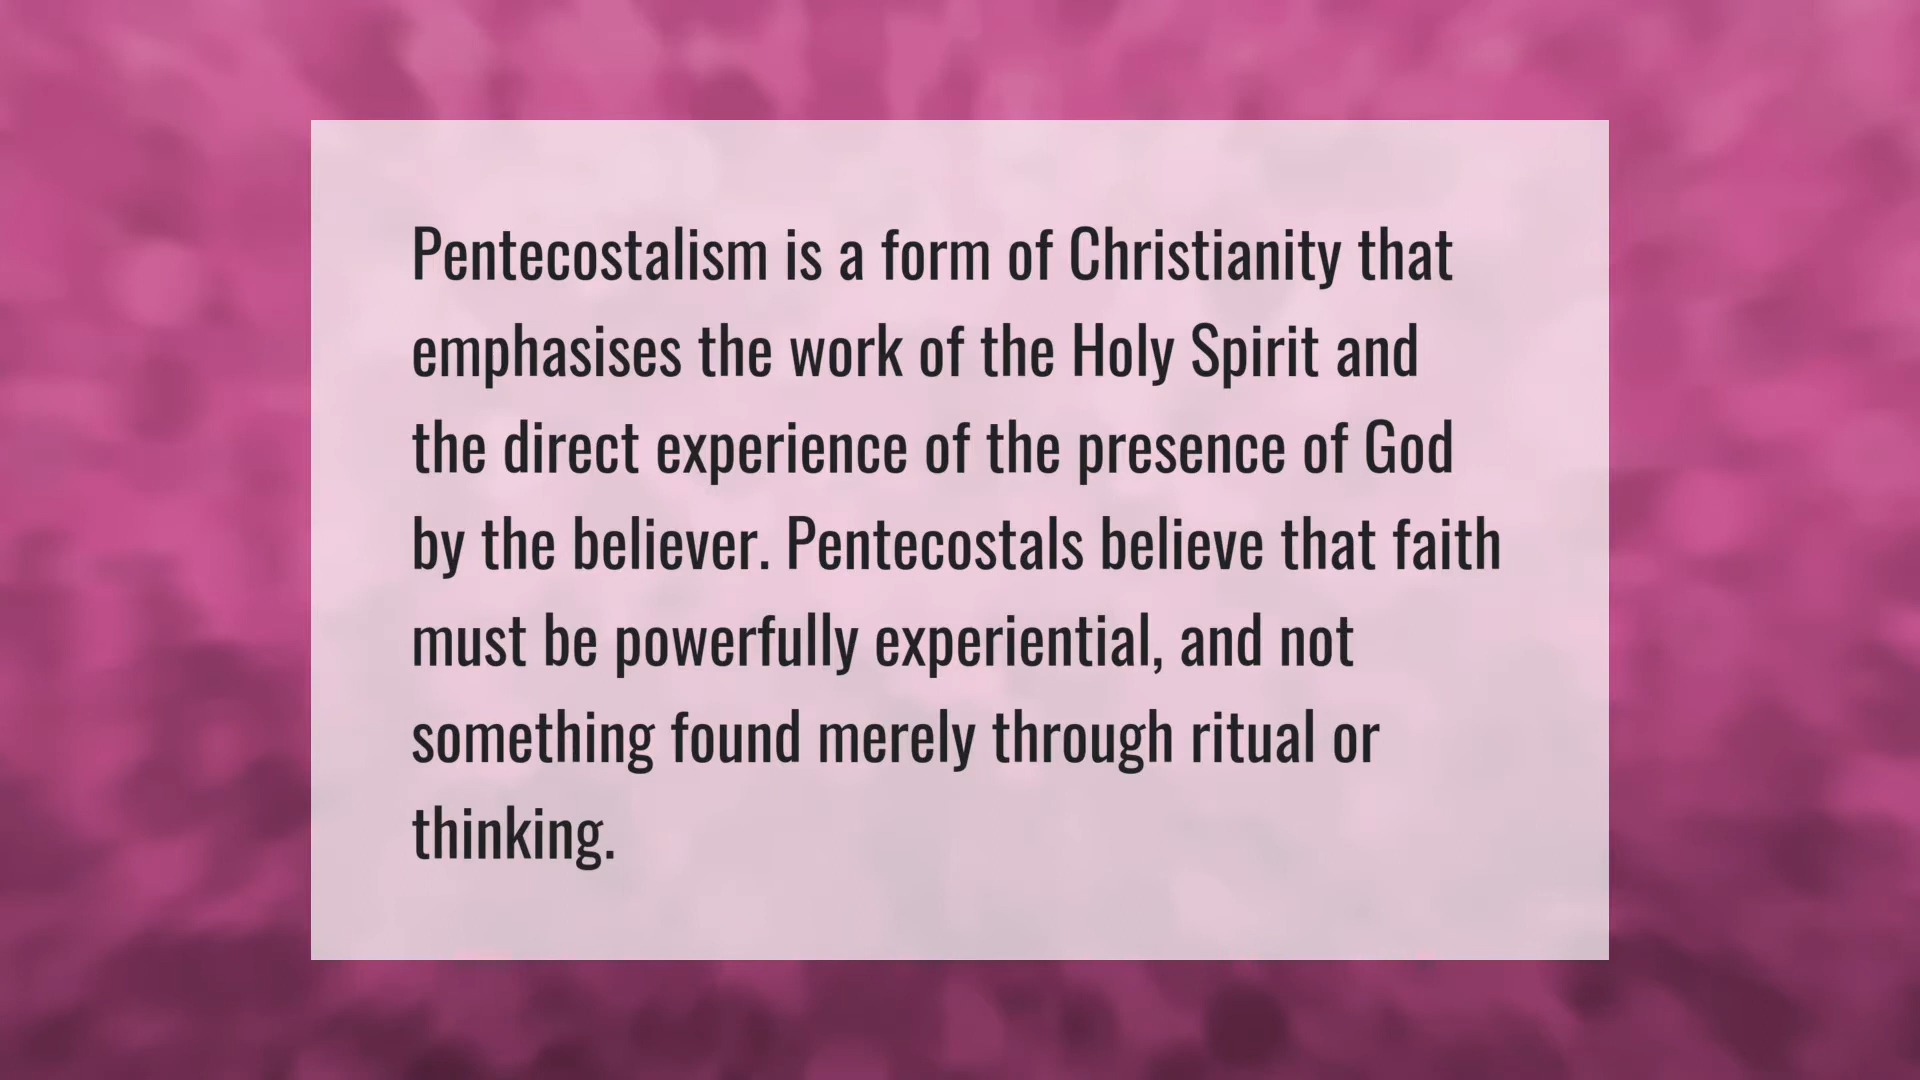 Pentecostalism is a form of Christianity that
emphasises the work of the Holy Spirit and
the direct experience of the presence of God
by the believer. Pentecostals believe that faith
must be powerfully experiential, and not
something found merely through ritual or
thinking.